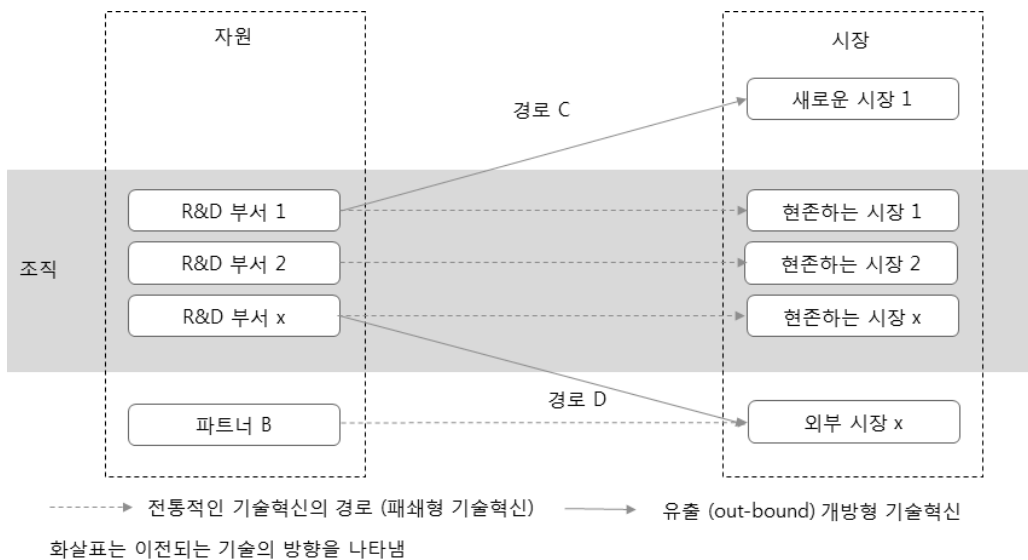 자원
시장
새로운 시장 1
경로 C
R&D 부서 1
현존하는 시장 1
조직
R&D 부서 2
현존하는 시장 2
R&D 부서 x
현존하는 시장 x
경로 D
파트너 B
외부 시장 x
전통적인 기술혁신의 경로 (패쇄형 기술혁신)
유출 (out-bound) 개방형 기술혁신
화살표는 이전되는 기술의 방향을 나타냄